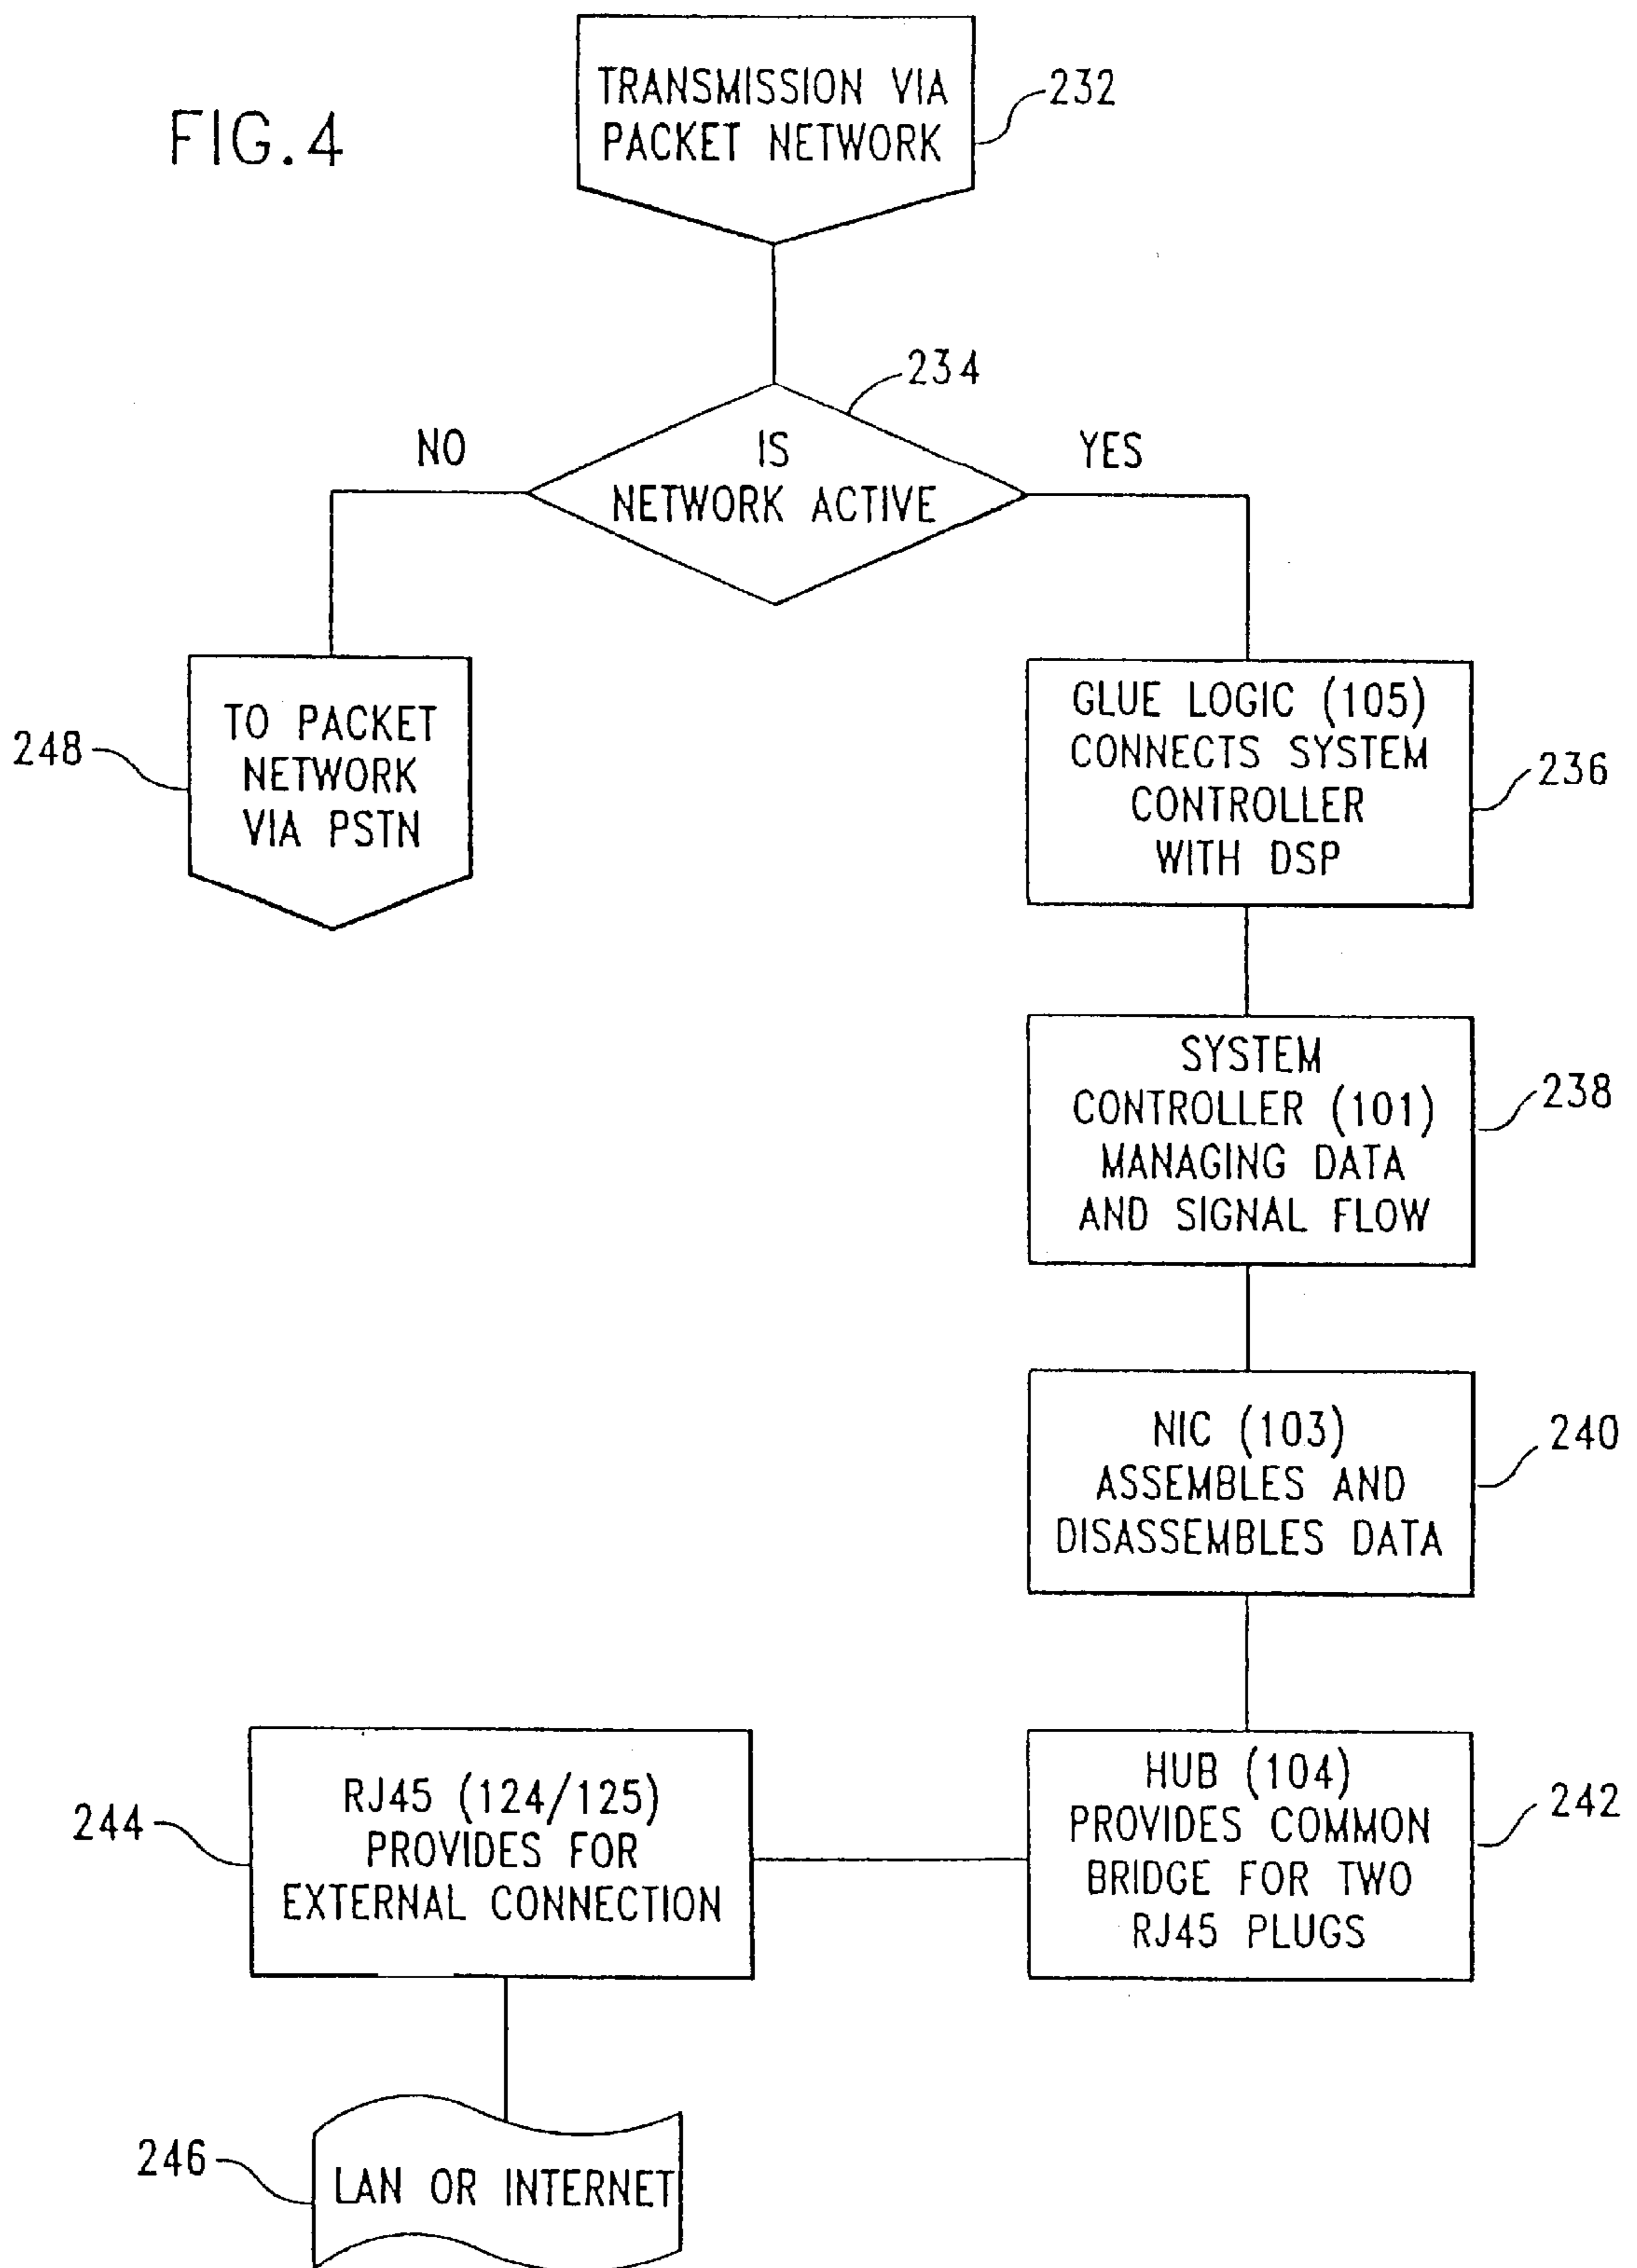 FIG.4
TRANSMISSION VIA
PACKET NETWORK
232
234
NO
IS
NETWORK ACTIVE
YES
248
TO PACKET
NETWORK
VIA PSTN
GLUE LOGIC (105)
CONNECTS SYSTEM
CONTROLLER
WITH DSP
236
SYSTEM
CONTROLLER (101)
MANAGING DATA
AND SIGNAL FLOW
238
NIC (103)
ASSEMBLES AND
DISASSEMBLES DATA
240
244
RJ45 (124/125)
PROVIDES FOR
EXTERNAL CONNECTION
HUB (104)
PROVIDES COMMON
BRIDGE FOR TWO
RJ45 PLUGS
242
246
LAN OR INTERNET